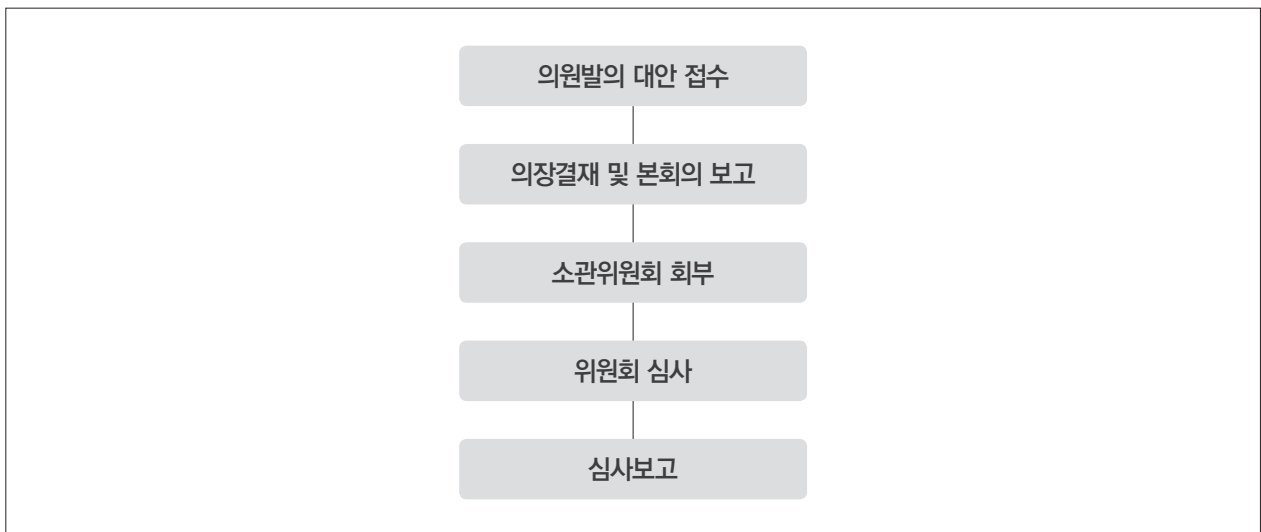 의원발의 대안 접수
의장결재 및 본회의 보고
소관위원회 회부
위원회 심사
심사보고